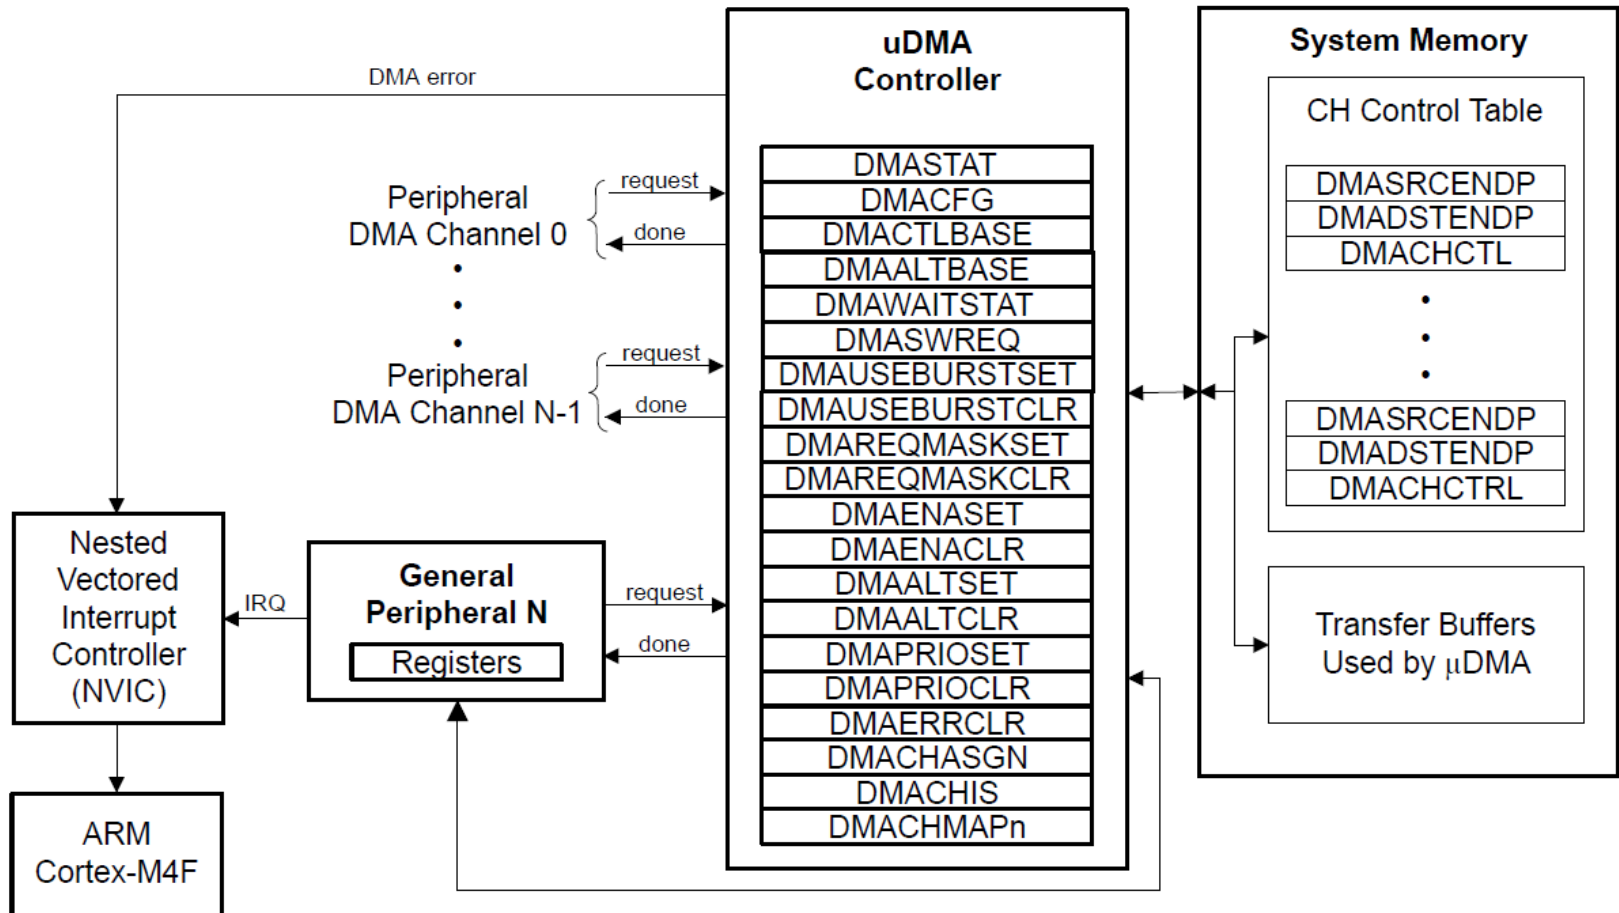 uDMA
Controller
DMASTAT
DMACFG
DMACTLBASE
DMAALTBASE
DMAWAITSTAT
DMASWREQ
DMAUSEBURSTSET
DMAUSEBURSTCLR
DMAREQMASKSET
DMAREQMASKCLR
DMAENASET
DMAENACLR
DMAALTSET
DMAALTCLR
DMAPRIOSET
DMAPRIOCLR
DMAERRCLR
DMACHASGN
DMACHIS
DMACHMAPn
System Memory
CH Control Table
DMASRCENDP
DMADSTENDP
DMACHCTL
•
•
•
DMASRCENDP
DMADSTENDP
DMACHCTRL
Transfer Buffers
Used by μDMA
DMA error
Peripheral
DMA Channel 0
request
done
•
•
•
Peripheral
DMA Channel N-1
request
done
Nested
Vectored
Interrupt
Controller
(NVIC)
IRQ
General
Peripheral N
Registers
request
done
ARM
Cortex-M4F